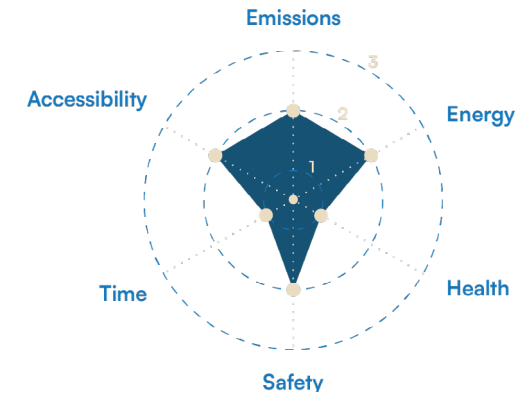 Emissions
3
Accessibility
2
Energy
1
Time
Health
Safety